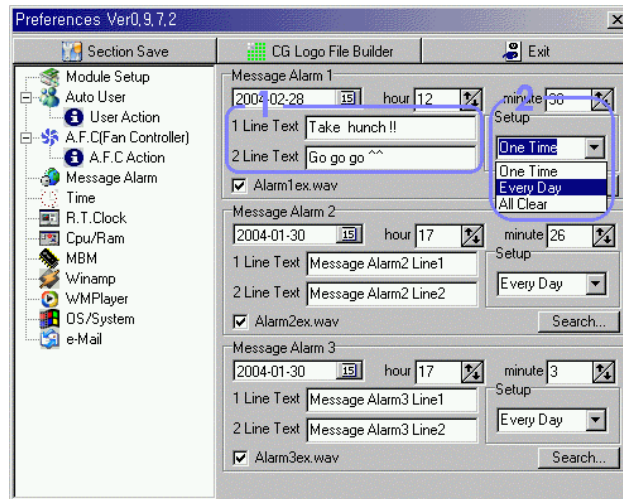 Preferences Ver0,9,7,2
Section Save
CG Logo File Builder
Exit
Module Setup
Auto User
User Action
A.F.C(Fan Controller)
A.F.C Action
Message Alarm
Time
R.T.Clock
Cpu/Ram
MBM
Winamp
WMPlayer
OS/System
e-Mail
Message Alarm 1
2004-02-28 15 hour 12 minute 38
1
2
1 Line Text Take hunch !!
2 Line Text Go go go ^^
Setup
One Time
One Time
Every Day
All Clear
Alarm1ex.wav
Message Alarm 2
2004-01-30 15 hour 17 minute 26
1 Line Text Message Alarm2 Line1
2 Line Text Message Alarm2 Line2
Setup
Every Day
Alarm2ex.wav
Search...
Message Alarm 3
2004-01-30 15 hour 17 minute 3
1 Line Text Message Alarm3 Line1
2 Line Text Message Alarm3 Line2
Setup
Every Day
Alarm3ex.wav
Search...